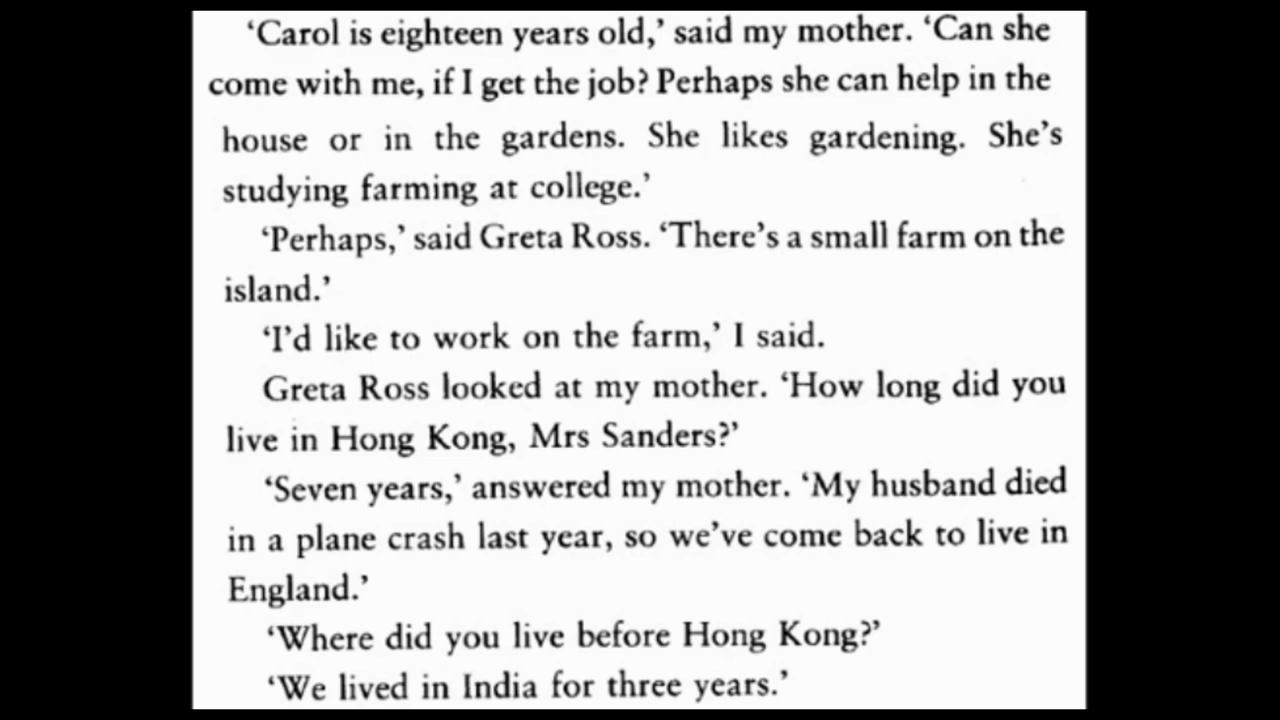 ‘Carol is eighteen years old,’ said my mother. ‘Can she
come with me, if I get the job? Perhaps she can help in the
house or in the gardens. She likes gardening. She’s
studying farming at college.’
‘Perhaps,’ said Greta Ross. ‘There’s a small farm on the
island.’
‘I’d like to work on the farm,’ I said.
Greta Ross looked at my mother. ‘How long did you
live in Hong Kong, Mrs Sanders?’
‘Seven years,’ answered my mother. ‘My husband died
in a plane crash last year, so we’ve come back to live in
England.’
‘Where did you live before Hong Kong?’
‘We lived in India for three years.’